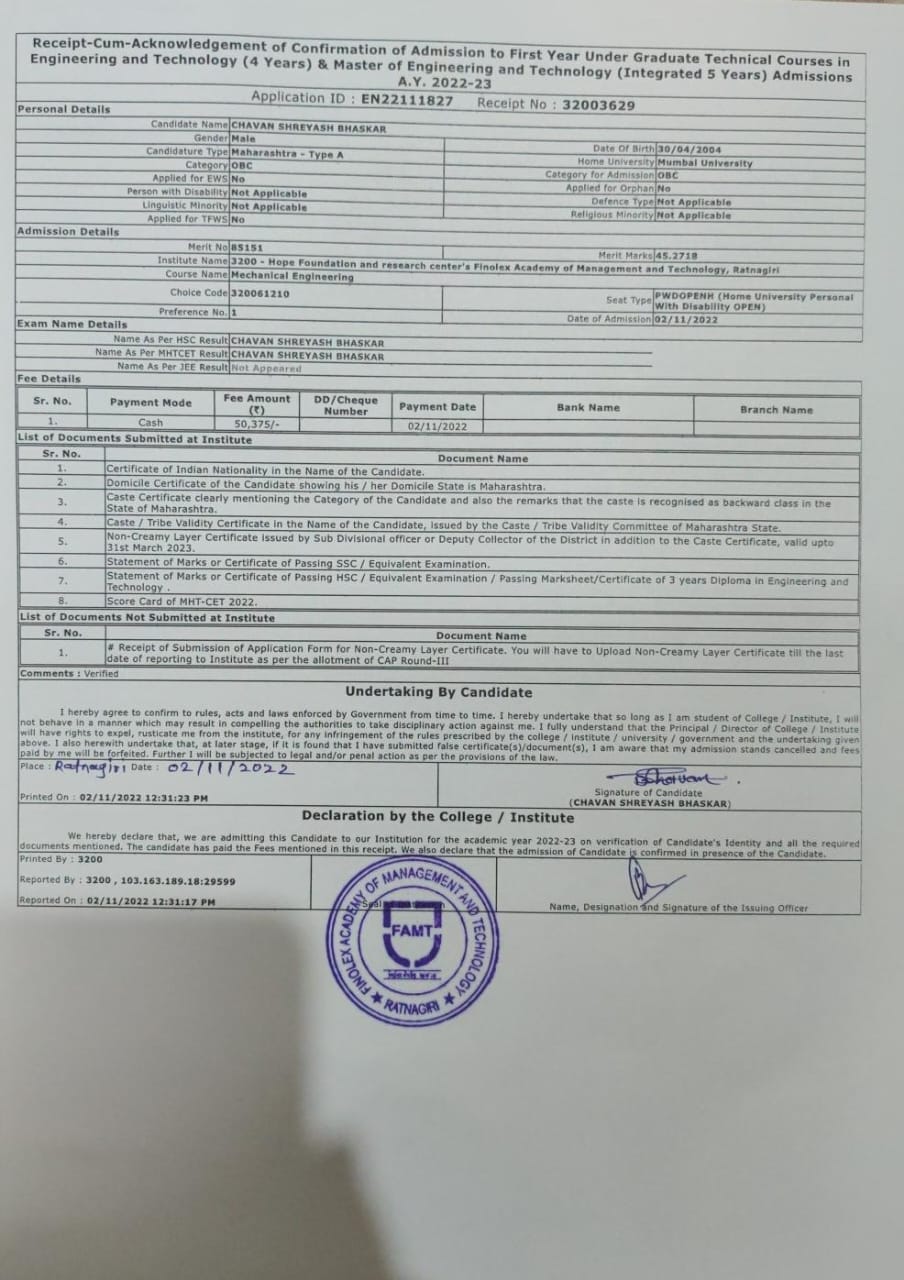 Receipt-Cum-Acknowledgement of Confirmation of Admission to First Year Under Graduate Technical Courses in
Engineering and Technology (4 Years) & Master of Engineering and Technology (Integrated 5 Years) Admissions
A.Y. 2022-23
Application ID : EN22111827 Receipt No : 32003629
Personal Details
Candidate Name CHAVAN SHREYASH BHASKAR
Gender Male Date Of Birth 30/04/2004
Candidature Type Maharashtra - Type A Home University Mumbai University
Category OBC Category for Admission OBC
Applied for EWS No Applied for Orphan No
Person with Disability Not Applicable Defence Type Not Applicable
Linguistic Minority Not Applicable Religious Minority Not Applicable
Applied for TFWS No
Admission Details
Merit No 85151 Merit Marks 45.2718
Institute Name 3200 - Hope Foundation and research center's Finolex Academy of Management and Technology, Ratnagiri
Course Name Mechanical Engineering
Choice Code 320061210 Seat Type PWDOPENH (Home University Personal
With Disability OPEN)
Preference No. 1 Date of Admission 02/11/2022
Exam Name Details
Name As Per HSC Result CHAVAN SHREYASH BHASKAR
Name As Per MHTCET Result CHAVAN SHREYASH BHASKAR
Name As Per JEE Result Not Appeared
Fee Details
Sr. No. Payment Mode Fee Amount (₹) DD/Cheque Number Payment Date Bank Name Branch Name
1. Cash 50,375/- 02/11/2022
List of Documents Submitted at Institute
Sr. No. Document Name
1. Certificate of Indian Nationality in the Name of the Candidate.
2. Domicile Certificate of the Candidate showing his / her Domicile State is Maharashtra.
3. Caste Certificate clearly mentioning the Category of the Candidate and also the remarks that the caste is recognised as backward class in the
State of Maharashtra.
4. Caste / Tribe Validity Certificate in the Name of the Candidate, issued by the Caste / Tribe Validity Committee of Maharashtra State.
5. Non-Creamy Layer Certificate issued by Sub Divisional officer or Deputy Collector of the District in addition to the Caste Certificate, valid upto
31st March 2023.
6. Statement of Marks or Certificate of Passing SSC / Equivalent Examination.
7. Statement of Marks or Certificate of Passing HSC / Equivalent Examination / Passing Marksheet/Certificate of 3 years Diploma in Engineering and
Technology .
8. Score Card of MHT-CET 2022.
List of Documents Not Submitted at Institute
Sr. No. Document Name
1. # Receipt of Submission of Application Form for Non-Creamy Layer Certificate. You will have to Upload Non-Creamy Layer Certificate till the last
date of reporting to Institute as per the allotment of CAP Round-III
Comments : Verified
Undertaking By Candidate
I hereby agree to confirm to rules, acts and laws enforced by Government from time to time. I hereby undertake that so long as I am student of College / Institute, I will
not behave in a manner which may result in compelling the authorities to take disciplinary action against me. I fully understand that the Principal / Director of College / Institute
will have rights to expel, rusticate me from the institute, for any infringement of the rules prescribed by the college / institute / university / government and the undertaking given
above. I also herewith undertake that, at later stage, if it is found that I have submitted false certificate(s)/document(s), I am aware that my admission stands cancelled and fees
paid by me will be forfeited. Further I will be subjected to legal and/or penal action as per the provisions of the law.
Place : Ratnagiri Date : 02/11/2022
SChavan
Signature of Candidate
Printed On : 02/11/2022 12:31:23 PM (CHAVAN SHREYASH BHASKAR)
Declaration by the College / Institute
We hereby declare that, we are admitting this Candidate to our Institution for the academic year 2022-23 on verification of Candidate's Identity and all the required
documents mentioned. The candidate has paid the Fees mentioned in this receipt. We also declare that the admission of Candidate is confirmed in presence of the Candidate.
Printed By : 3200
Reported By : 3200 , 103.163.189.18:29599
Reported On : 02/11/2022 12:31:17 PM Seal Name, Designation and Signature of the Issuing Officer
FINOLEX ACADEMY OF MANAGEMENT AND TECHNOLOGY
FAMT
★ RATNAGIRI ★